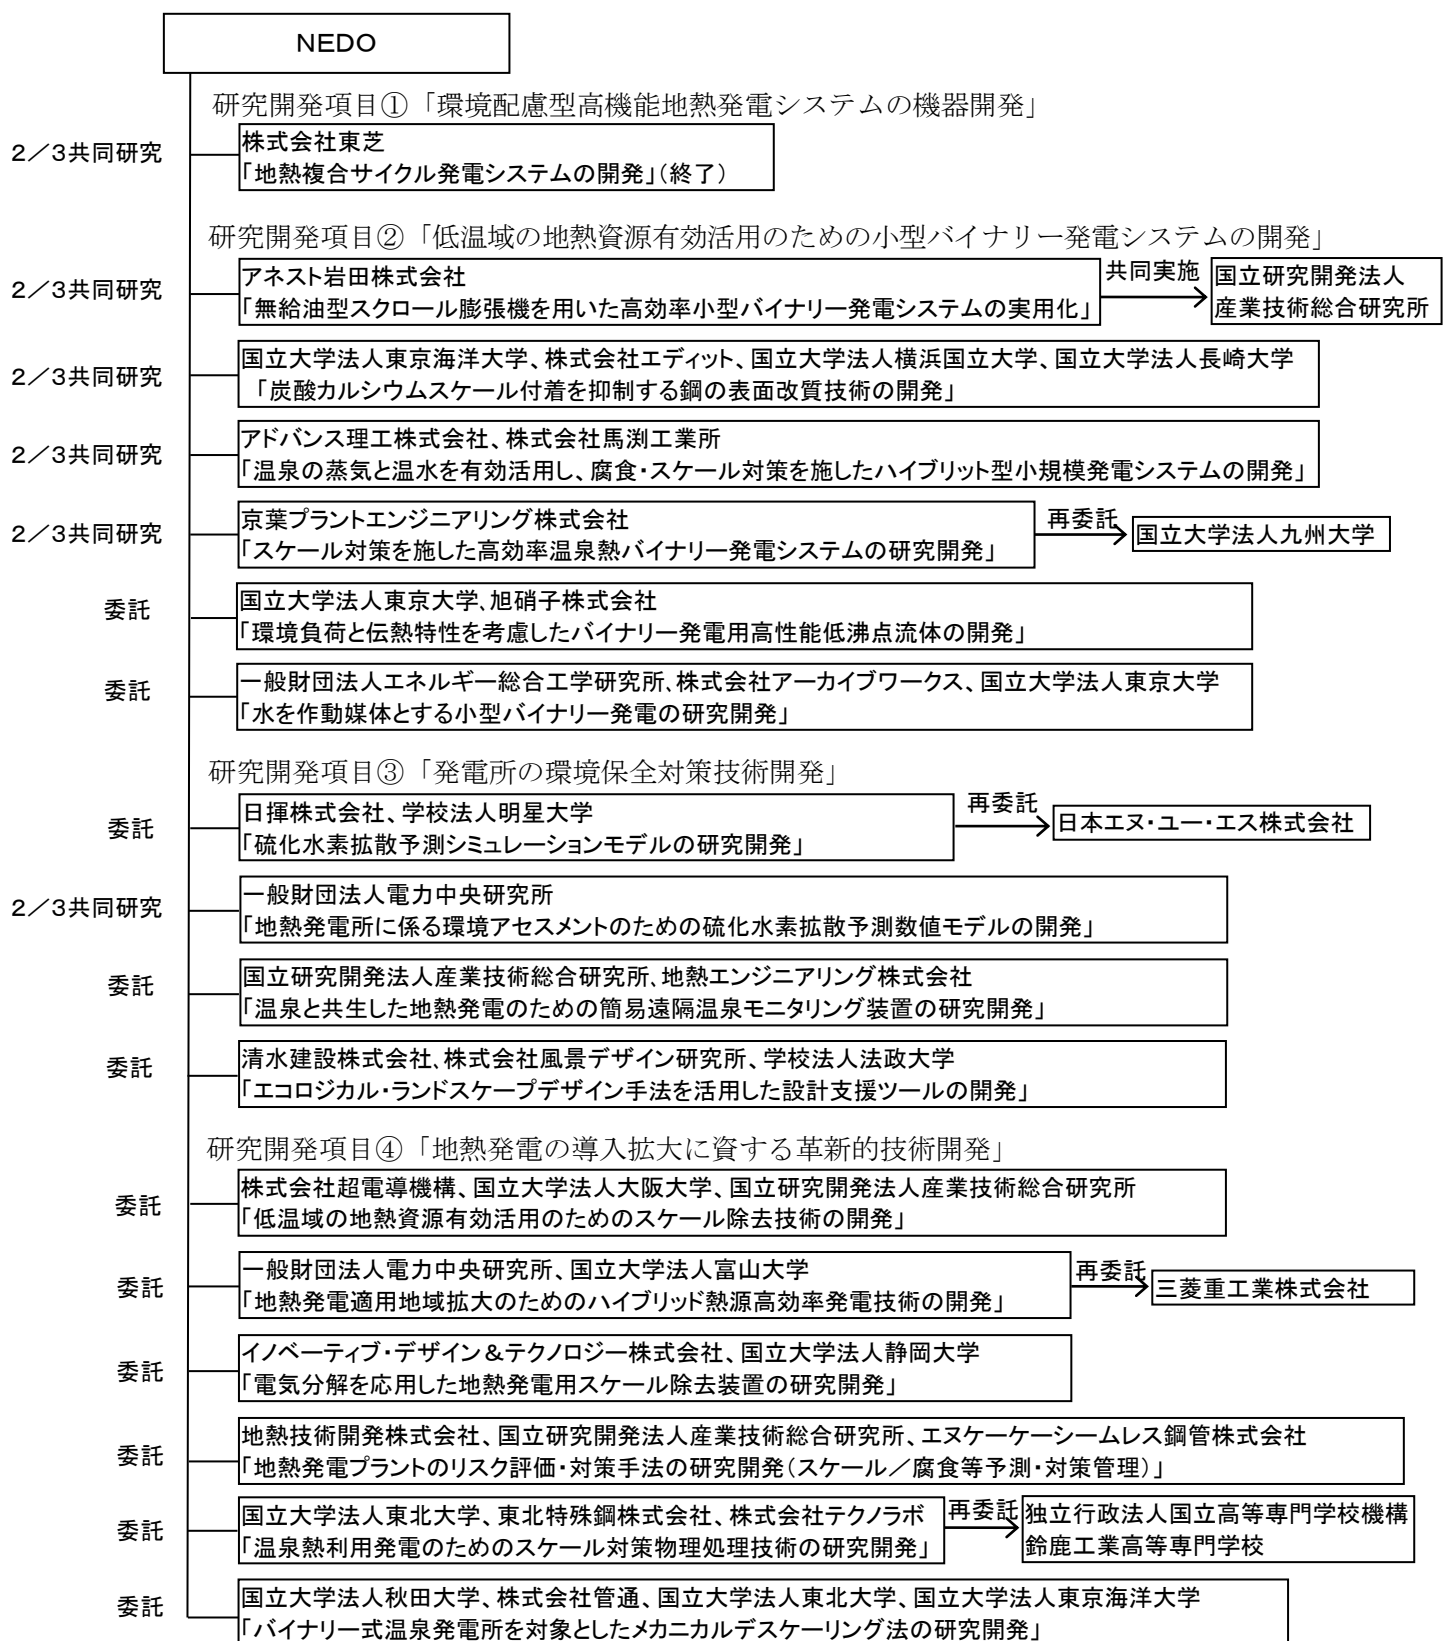 NEDO
研究開発項目①「環境配慮型高機能地熱発電システムの機器開発」
2/3共同研究
株式会社東芝
「地熱複合サイクル発電システムの開発」(終了)
研究開発項目②「低温域の地熱資源有効活用のための小型バイナリー発電システムの開発」
2/3共同研究
アネスト岩田株式会社
「無給油型スクロール膨張機を用いた高効率小型バイナリー発電システムの実用化」
共同実施
国立研究開発法人
産業技術総合研究所
2/3共同研究
国立大学法人東京海洋大学、株式会社エディット、国立大学法人横浜国立大学、国立大学法人長崎大学
「炭酸カルシウムスケール付着を抑制する鋼の表面改質技術の開発」
2/3共同研究
アドバンス理工株式会社、株式会社馬渕工業所
「温泉の蒸気と温水を有効活用し、腐食・スケール対策を施したハイブリット型小規模発電システムの開発」
2/3共同研究
京葉プラントエンジニアリング株式会社
「スケール対策を施した高効率温泉熱バイナリー発電システムの研究開発」
再委託
国立大学法人九州大学
委託
国立大学法人東京大学、旭硝子株式会社
「環境負荷と伝熱特性を考慮したバイナリー発電用高性能低沸点流体の開発」
委託
一般財団法人エネルギー総合工学研究所、株式会社アーカイブワークス、国立大学法人東京大学
「水を作動媒体とする小型バイナリー発電の研究開発」
研究開発項目③「発電所の環境保全対策技術開発」
委託
日揮株式会社、学校法人明星大学
「硫化水素拡散予測シミュレーションモデルの研究開発」
再委託
日本エヌ・ユー・エス株式会社
2/3共同研究
一般財団法人電力中央研究所
「地熱発電所に係る環境アセスメントのための硫化水素拡散予測数値モデルの開発」
委託
国立研究開発法人産業技術総合研究所、地熱エンジニアリング株式会社
「温泉と共生した地熱発電のための簡易遠隔温泉モニタリング装置の研究開発」
委託
清水建設株式会社、株式会社風景デザイン研究所、学校法人法政大学
「エコロジカル・ランドスケープデザイン手法を活用した設計支援ツールの開発」
研究開発項目④「地熱発電の導入拡大に資する革新的技術開発」
委託
株式会社超電導機構、国立大学法人大阪大学、国立研究開発法人産業技術総合研究所
「低温域の地熱資源有効活用のためのスケール除去技術の開発」
委託
一般財団法人電力中央研究所、国立大学法人富山大学
「地熱発電適用地域拡大のためのハイブリッド熱源高効率発電技術の開発」
再委託
三菱重工業株式会社
委託
イノベーティブ・デザイン&テクノロジー株式会社、国立大学法人静岡大学
「電気分解を応用した地熱発電用スケール除去装置の研究開発」
委託
地熱技術開発株式会社、国立研究開発法人産業技術総合研究所、エヌケーケーシームレス鋼管株式会社
「地熱発電プラントのリスク評価・対策手法の研究開発(スケール/腐食等予測・対策管理)」
委託
国立大学法人東北大学、東北特殊鋼株式会社、株式会社テクノラボ
「温泉熱利用発電のためのスケール対策物理処理技術の研究開発」
再委託
独立行政法人国立高等専門学校機構
鈴鹿工業高等専門学校
委託
国立大学法人秋田大学、株式会社管通、国立大学法人東北大学、国立大学法人東京海洋大学
「バイナリー式温泉発電所を対象としたメカニカルデスケーリング法の研究開発」